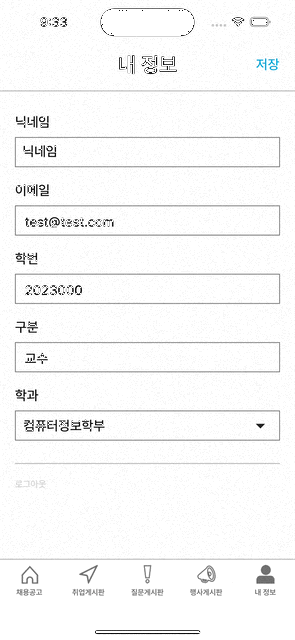 9:33
내 정보
저장
닉네임
닉네임
이메일
test@test.com
학번
2023000
구분
교수
학과
컴퓨터정보학부
로그아웃
채용공고
취업게시판
질문게시판
행사게시판
내 정보